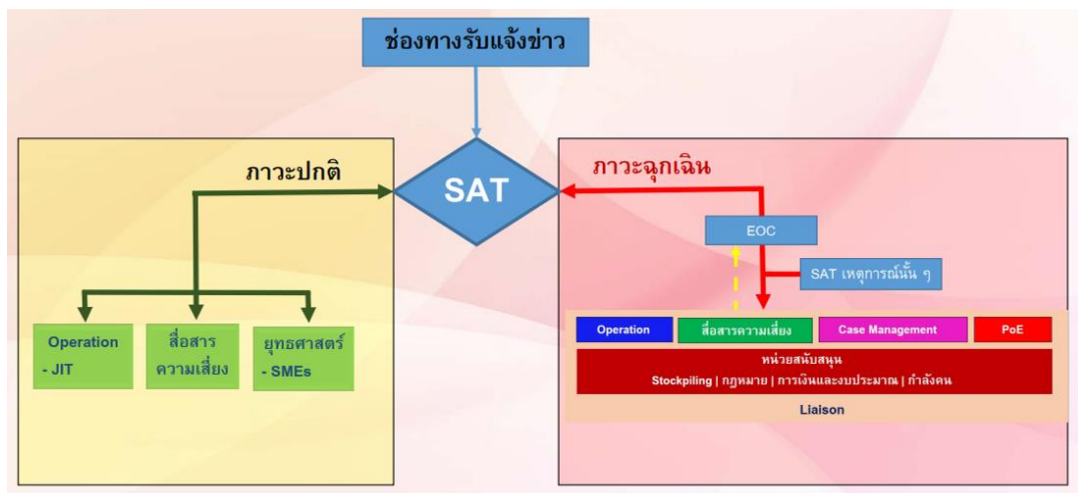 ช่องทางรับแจ้งข่าว
ภาวะปกติ
SAT
ภาวะฉุกเฉิน
EOC
SAT เหตุการณ์นั้น ๆ
Operation
- JIT
สื่อสาร
ความเสี่ยง
ยุทธศาสตร์
- SMEs
Operation
สื่อสารความเสี่ยง
Case Management
PoE
หน่วยสนับสนุน
Stockpiling | กฎหมาย | การเงินและงบประมาณ | กำลังคน
Liaison